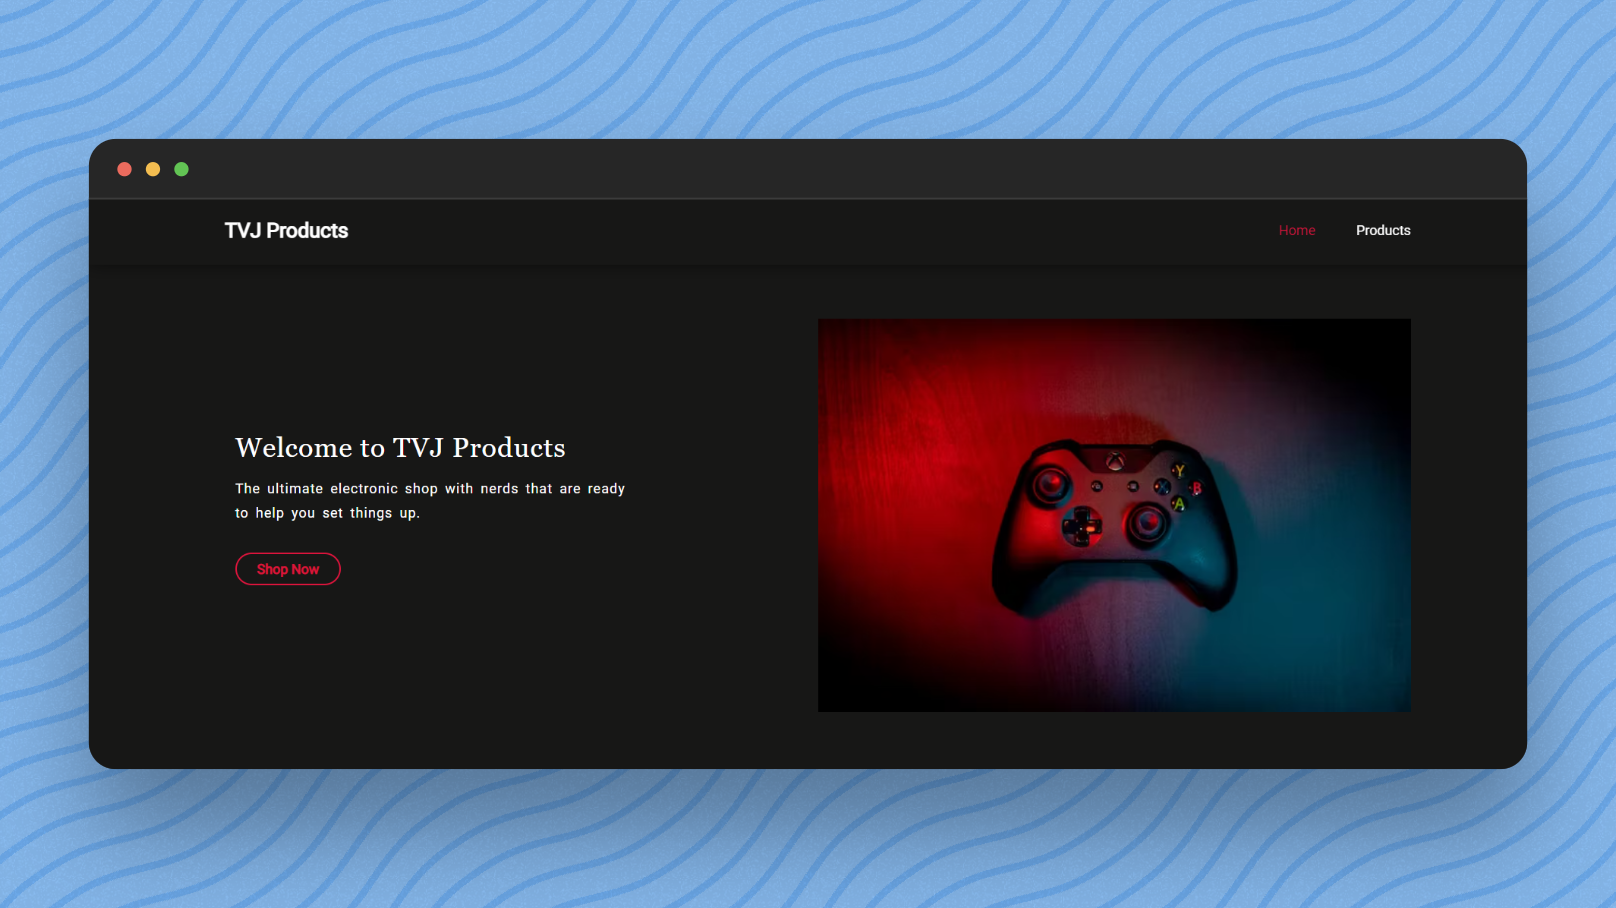 TVJ Products
Home
Products
Welcome to TVJ Products
The ultimate electronic shop with nerds that are ready
to help you set things up.
Shop Now
Y
X
B
A